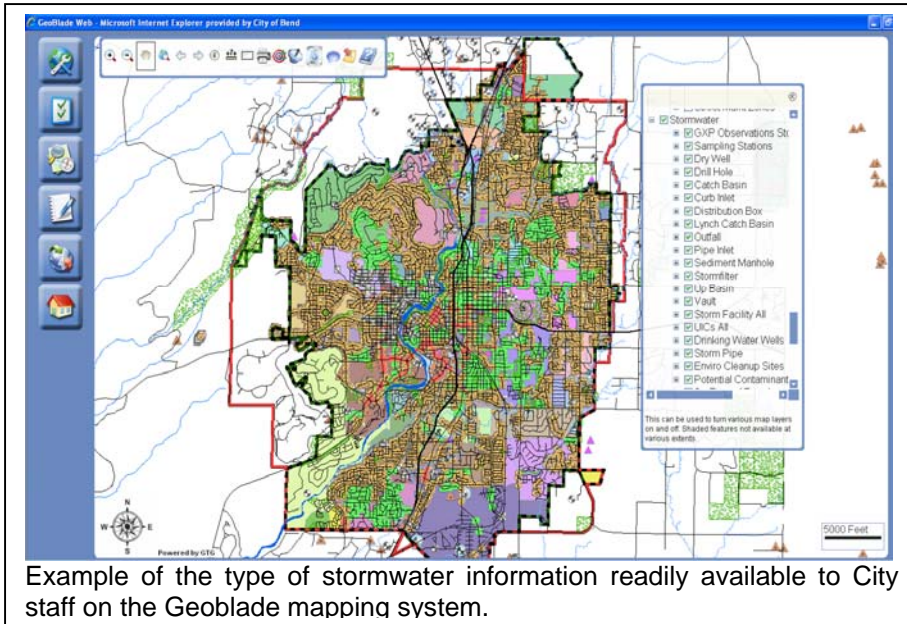 GeoBlade Web - Microsoft Internet Explorer provided by City of Bend
Stormwater
GXP Observations Sto
Sampling Stations
Dry Well
Drill Hole
Catch Basin
Curb Inlet
Distribution Box
Lynch Catch Basin
Outfall
Pipe Inlet
Sediment Manhole
Stormfilter
Up Basin
Vault
Storm Facility All
UICs All
Drinking Water Wells
Storm Pipe
Enviro Cleanup Sites
Potential Contaminant
This can be used to turn various map layers
on and off. Shaded features not available at
various extents.
N
W E
S
Powered by GTG
5000 Feet
Example of the type of stormwater information readily available to City
staff on the Geoblade mapping system.